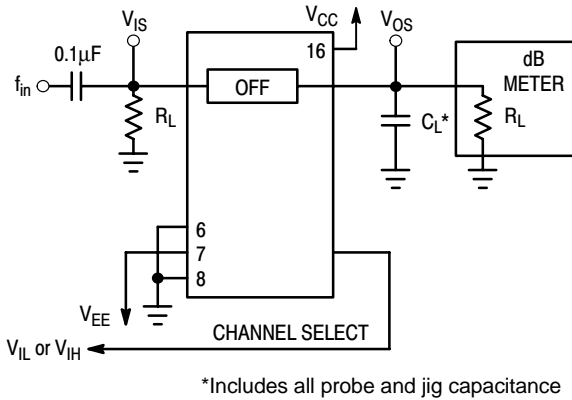 V_IS
V_CC
V_OS
0.1µF
16
dB
METER
f_in
OFF
R_L
C_L*
R_L
6
7
8
V_EE
CHANNEL SELECT
V_IL or V_IH
*Includes all probe and jig capacitance